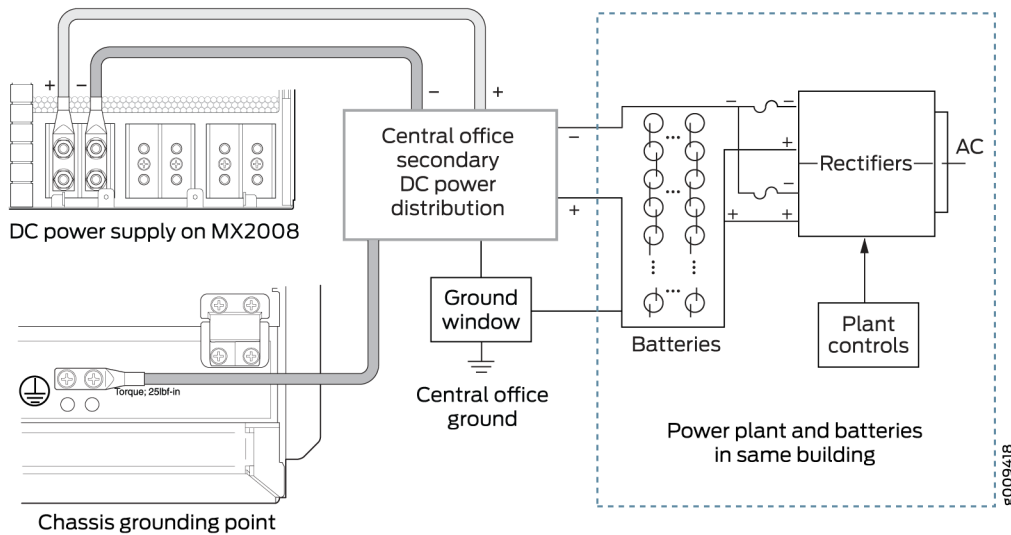 + −
− +
DC power supply on MX2008
Central office
secondary
DC power
distribution
−
+
Ground
window
Central office
ground
Torque; 25lbf-in
Chassis grounding point
Batteries
− −
+
−
+ +
Rectifiers
AC
Plant
controls
Power plant and batteries
in same building
g009418